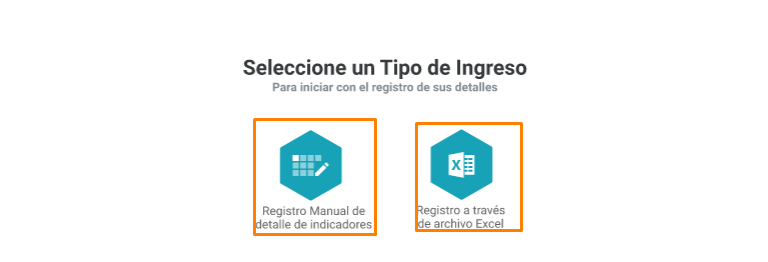 Seleccione un Tipo de Ingreso
Para iniciar con el registro de sus detalles
X
Registro Manual de
detalle de indicadores
Registro a través
de archivo Excel